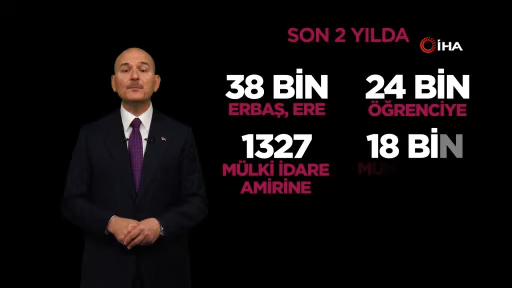 SON 2 YILDA
İHA
38 BİN
ERBAŞ, ERE
24 BİN
ÖĞRENCİYE
1327
MÜLKİ İDARE
AMİRİNE
18 BİN